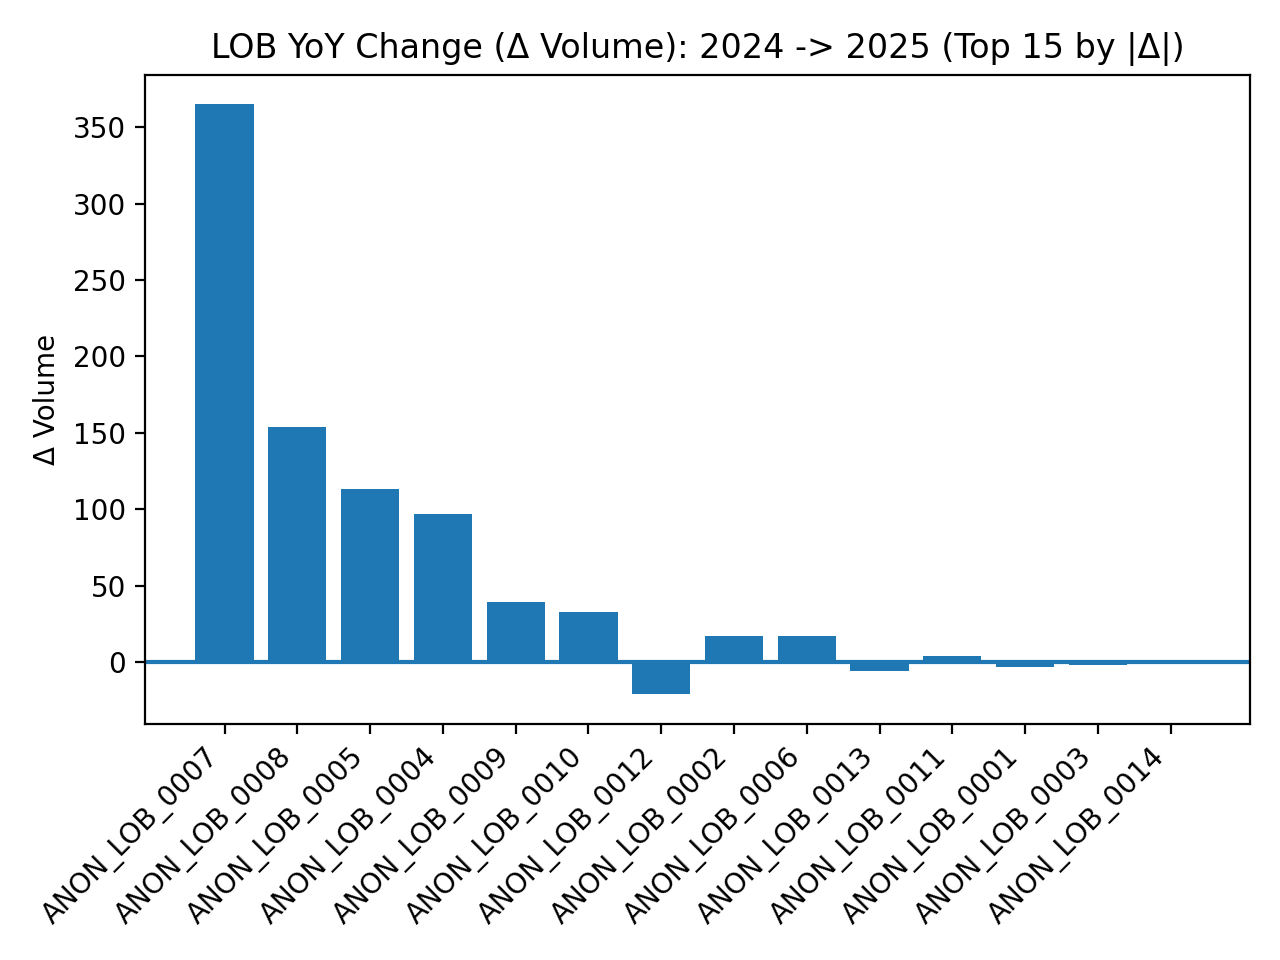 LOB YoY Change (Δ Volume): 2024 -> 2025 (Top 15 by |Δ|)
Δ Volume
350
300
250
200
150
100
50
0
ANON_LOB_0007
ANON_LOB_0008
ANON_LOB_0005
ANON_LOB_0004
ANON_LOB_0009
ANON_LOB_0010
ANON_LOB_0012
ANON_LOB_0002
ANON_LOB_0006
ANON_LOB_0013
ANON_LOB_0011
ANON_LOB_0001
ANON_LOB_0003
ANON_LOB_0014